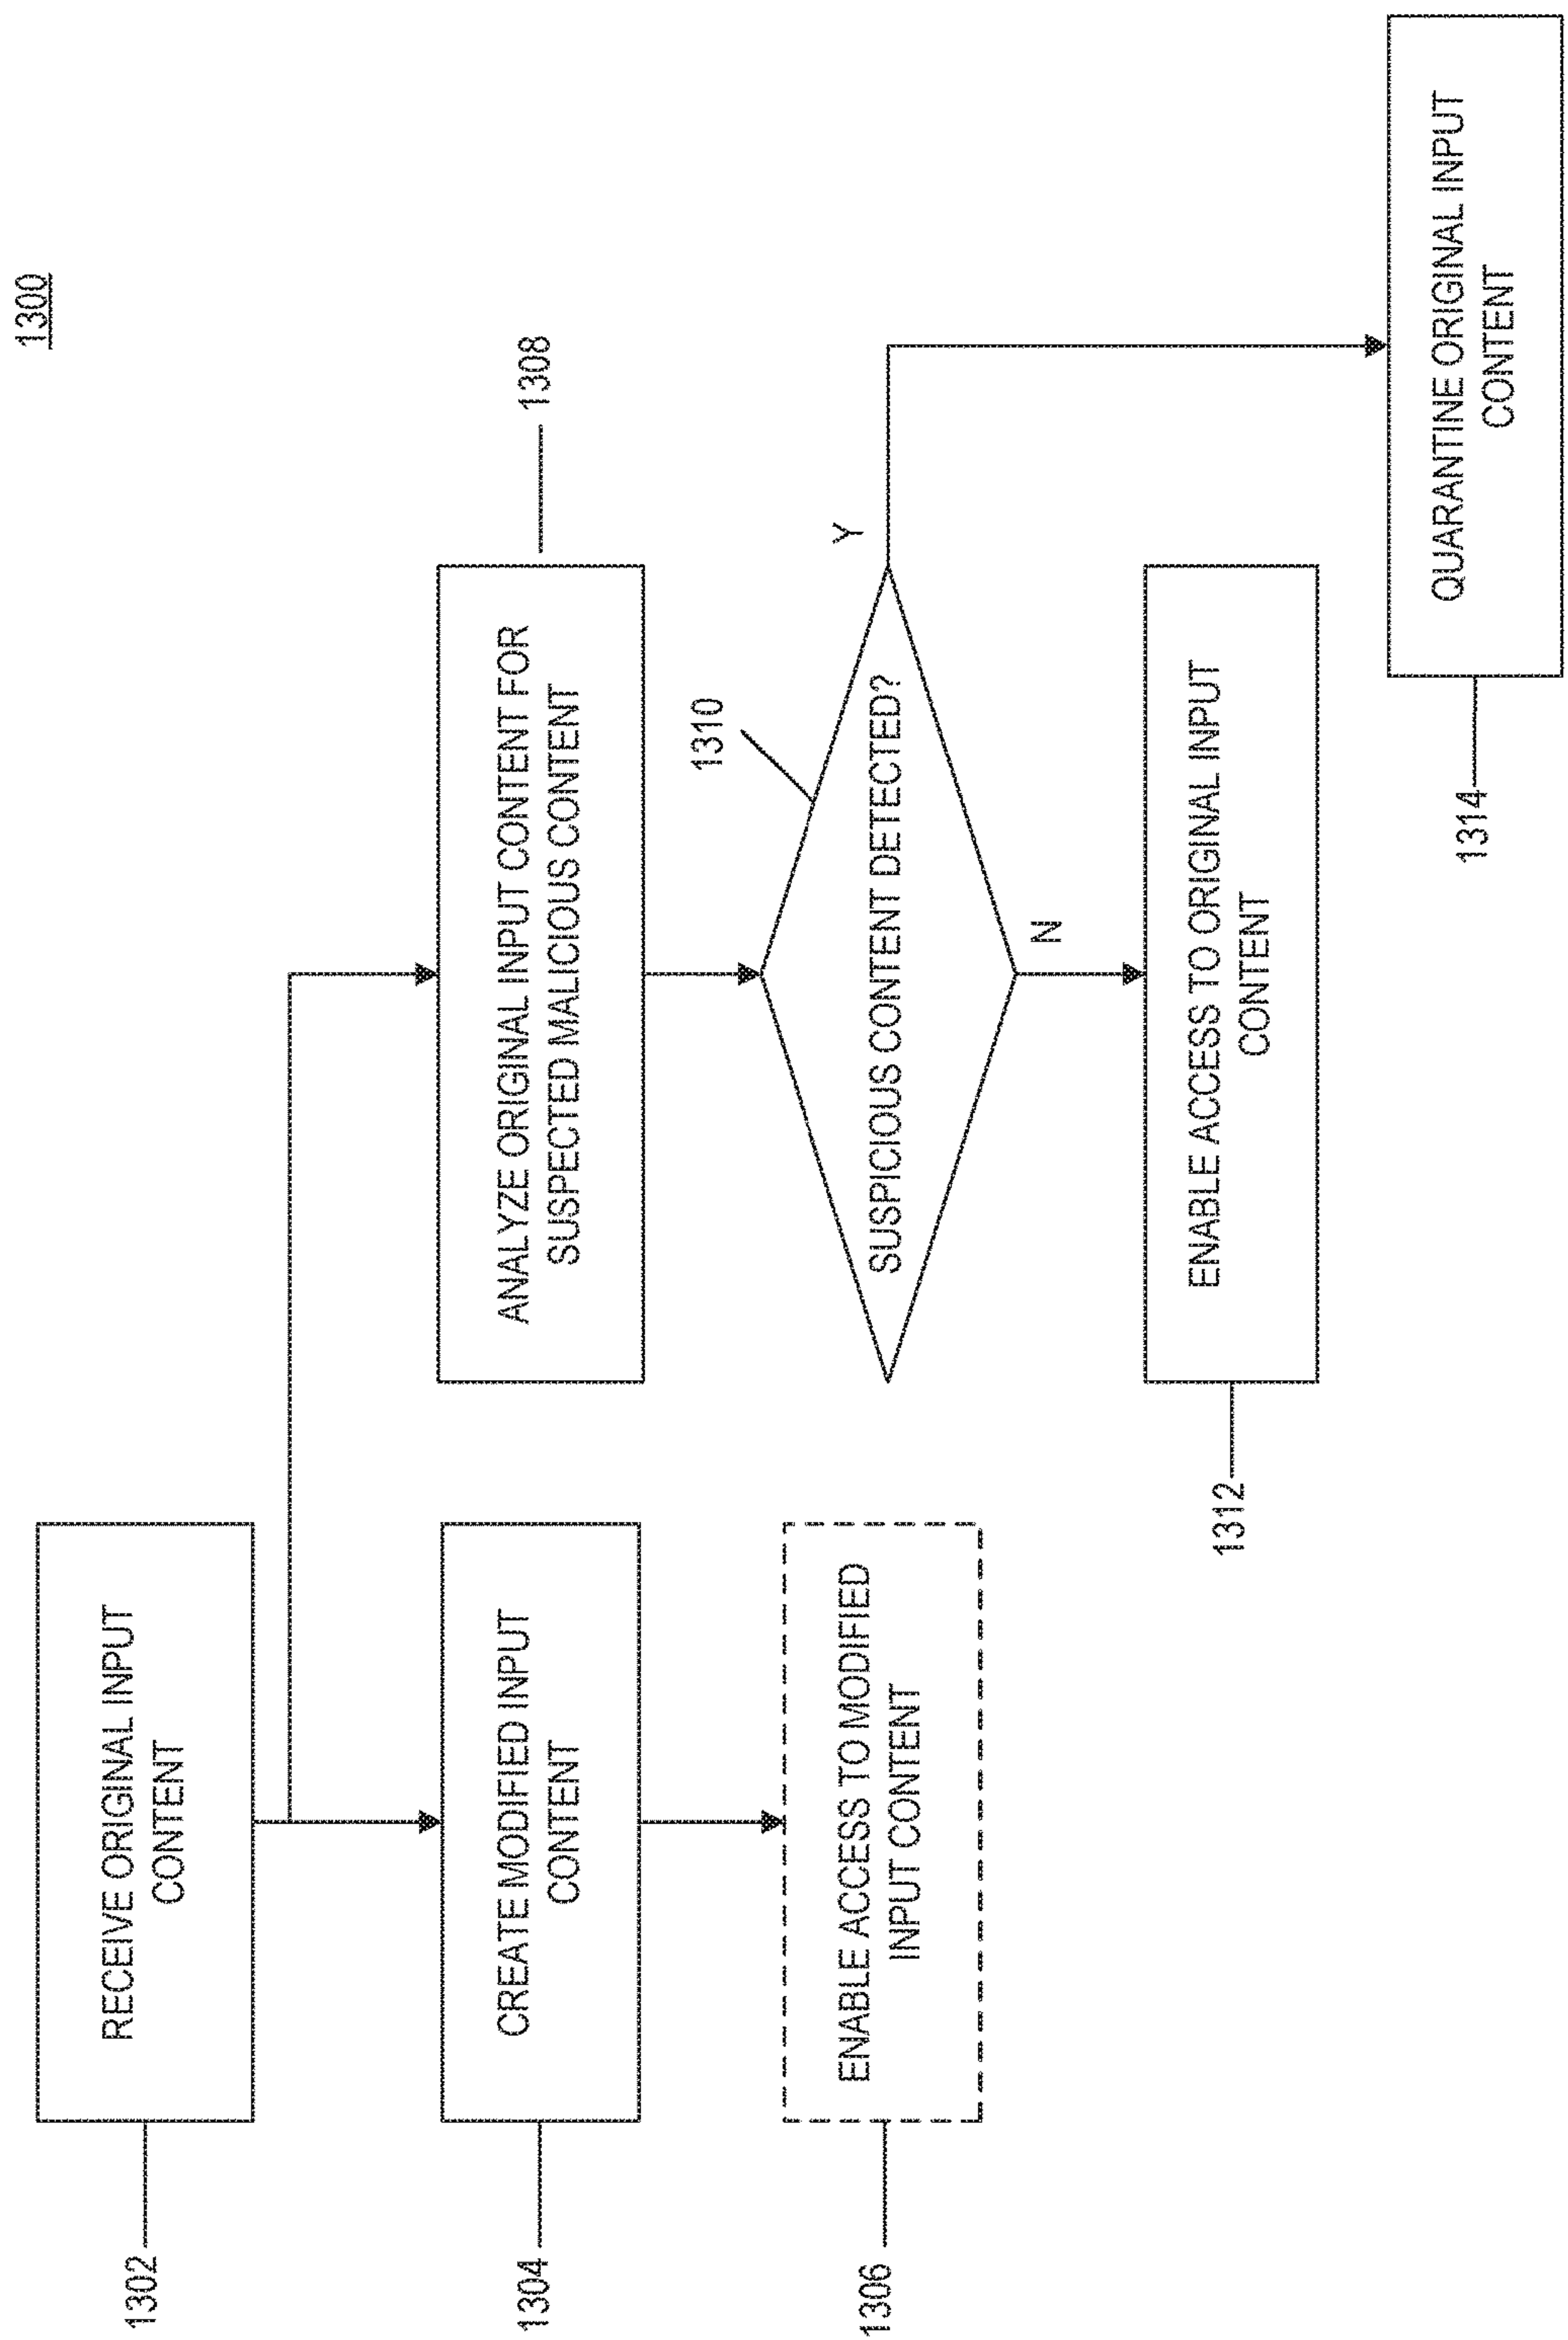 1300
1302
RECEIVE ORIGINAL INPUT
CONTENT
1304
CREATE MODIFIED INPUT
CONTENT
1306
ENABLE ACCESS TO MODIFIED
INPUT CONTENT
ANALYZE ORIGINAL INPUT CONTENT FOR
SUSPECTED MALICIOUS CONTENT
1308
1310
SUSPICIOUS CONTENT DETECTED?
Y
N
1312
ENABLE ACCESS TO ORIGINAL INPUT
CONTENT
1314
QUARANTINE ORIGINAL INPUT
CONTENT